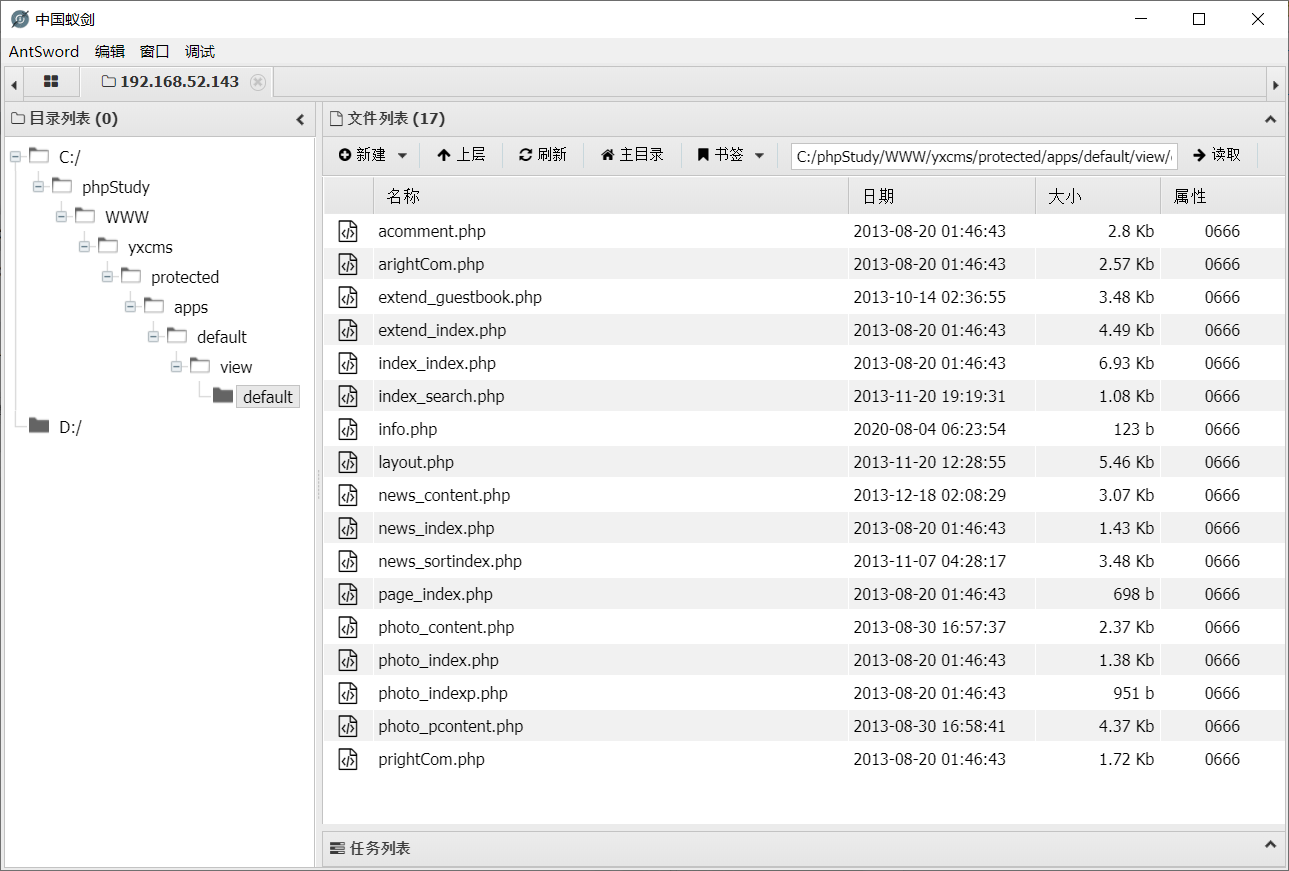 中国蚁剑
AntSword 编辑 窗口 调试
192.168.52.143
目录列表 (0)
C:/
phpStudy
WWW
yxcms
protected
apps
default
view
default
D:/
文件列表 (17)
新建 上层 刷新 主目录 书签 C:/phpStudy/WWW/yxcms/protected/apps/default/view/ 读取
名称 日期 大小 属性
acomment.php 2013-08-20 01:46:43 2.8 Kb 0666
arightCom.php 2013-08-20 01:46:43 2.57 Kb 0666
extend_guestbook.php 2013-10-14 02:36:55 3.48 Kb 0666
extend_index.php 2013-08-20 01:46:43 4.49 Kb 0666
index_index.php 2013-08-20 01:46:43 6.93 Kb 0666
index_search.php 2013-11-20 19:19:31 1.08 Kb 0666
info.php 2020-08-04 06:23:54 123 b 0666
layout.php 2013-11-20 12:28:55 5.46 Kb 0666
news_content.php 2013-12-18 02:08:29 3.07 Kb 0666
news_index.php 2013-08-20 01:46:43 1.43 Kb 0666
news_sortindex.php 2013-11-07 04:28:17 3.48 Kb 0666
page_index.php 2013-08-20 01:46:43 698 b 0666
photo_content.php 2013-08-30 16:57:37 2.37 Kb 0666
photo_index.php 2013-08-20 01:46:43 1.38 Kb 0666
photo_indexp.php 2013-08-20 01:46:43 951 b 0666
photo_pcontent.php 2013-08-30 16:58:41 4.37 Kb 0666
prightCom.php 2013-08-20 01:46:43 1.72 Kb 0666
任务列表